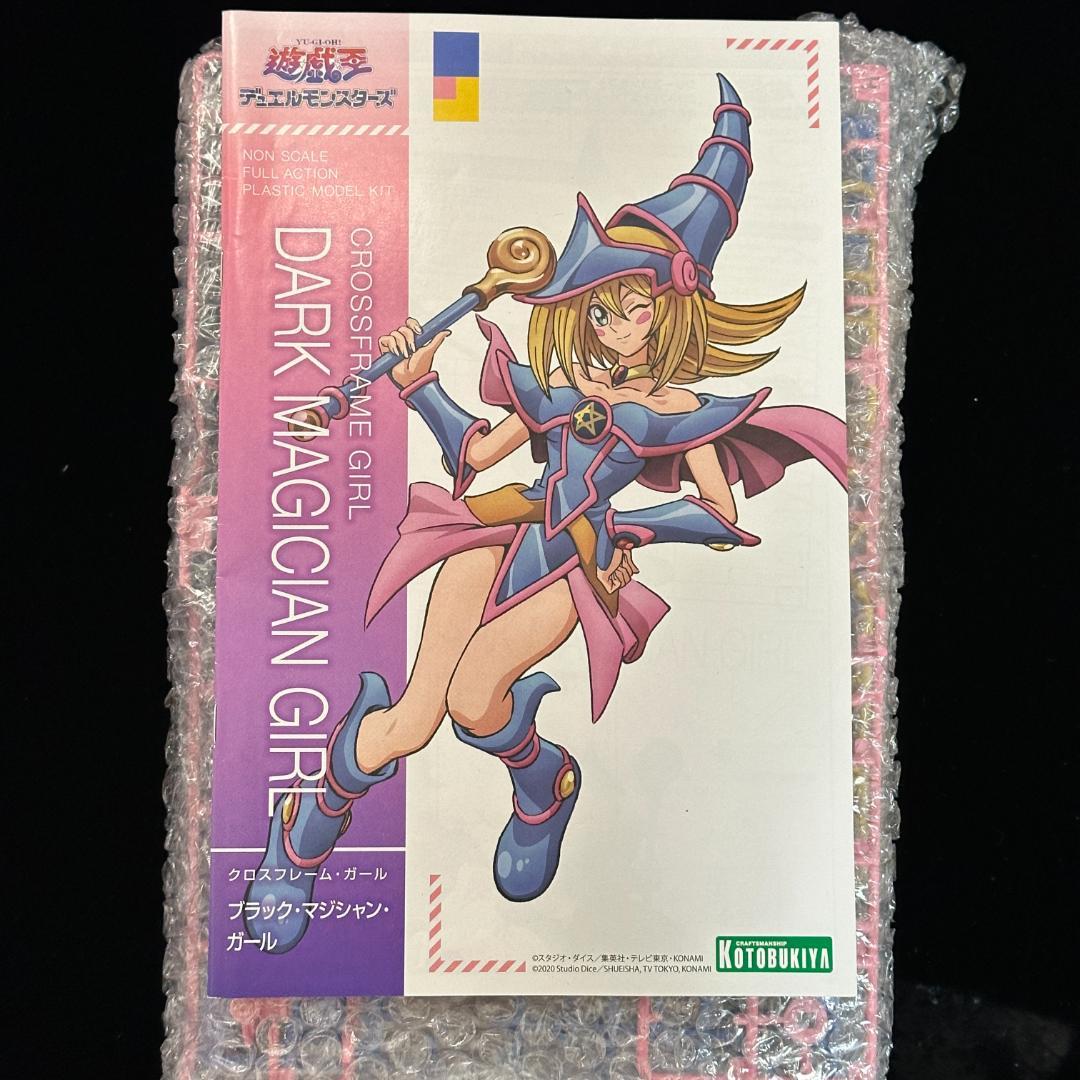 YU-GI-OH!
遊戯王
デュエルモンスターズ
NON SCALE
FULL ACTION
PLASTIC MODEL KIT
CROSSFRAME GIRL
DARK MAGICIAN GIRL
クロスフレーム・ガール
ブラック・マジシャン・
ガール
©スタジオ・ダイス／集英社・テレビ東京・KONAMI
©2020 Studio Dice／SHUEISHA, TV TOKYO, KONAMI
CRAFTSMANSHIP
KOTOBUKIYA